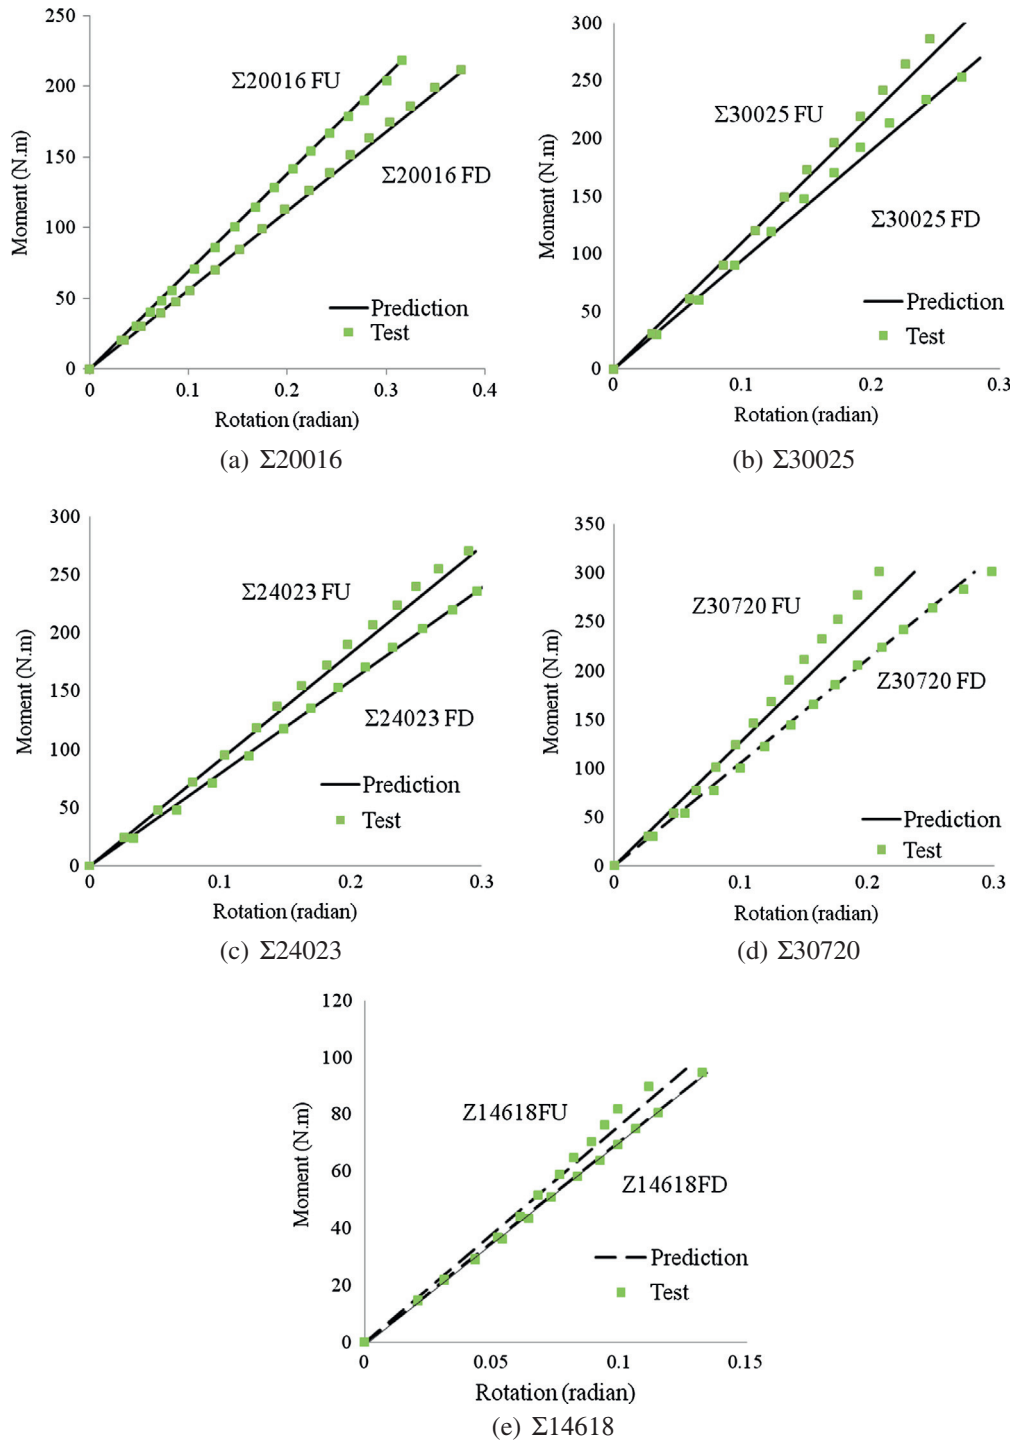 250
200
150
100
50
0
Moment (N.m)
Σ20016 FU
Σ20016 FD
Prediction
Test
0 0.1 0.2 0.3 0.4
Rotation (radian)
(a) Σ20016
300
250
200
150
100
50
0
Moment (N.m)
Σ30025 FU
Σ30025 FD
Prediction
Test
0 0.1 0.2 0.3
Rotation (radian)
(b) Σ30025
300
250
200
150
100
50
0
Moment (N.m)
Σ24023 FU
Σ24023 FD
Prediction
Test
0 0.1 0.2 0.3
Rotation (radian)
(c) Σ24023
350
300
250
200
150
100
50
0
Moment (N.m)
Z30720 FU
Z30720 FD
Prediction
Test
0 0.1 0.2 0.3
Rotation (radian)
(d) Σ30720
120
100
80
60
40
20
0
Moment (N.m)
Z14618FU
Z14618FD
Prediction
Test
0 0.05 0.1 0.15
Rotation (radian)
(e) Σ14618